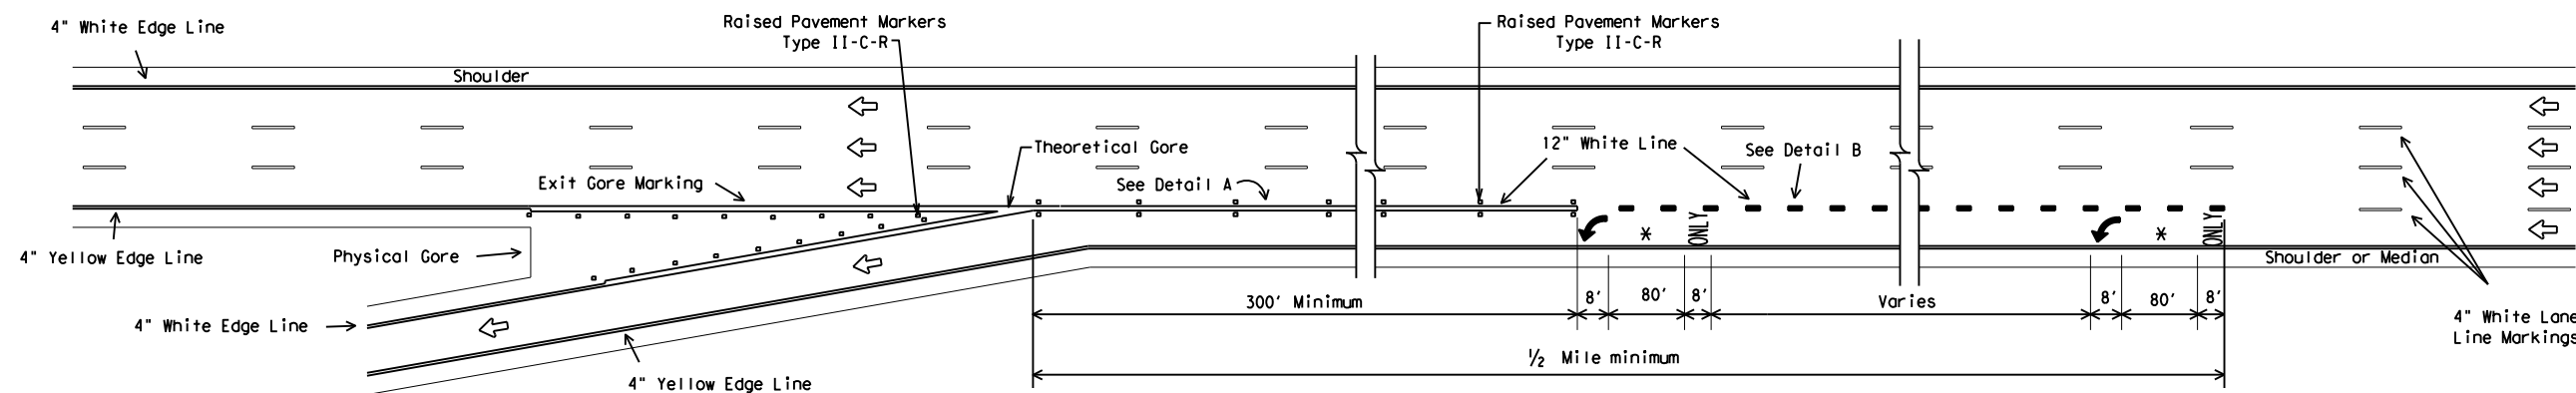 4" White Edge Line
Raised Pavement Markers
Type II-C-R
Raised Pavement Markers
Type II-C-R
Shoulder
Theoretical Gore
12" White Line
See Detail B
Exit Gore Marking
See Detail A
ONLY
ONLY
*
*
4" Yellow Edge Line
Physical Gore
Shoulder or Median
300' Minimum
8'
80'
8'
Varies
8'
80'
8'
4" White Edge Line
4" White Lane
Line Markings
½ Mile minimum
4" Yellow Edge Line